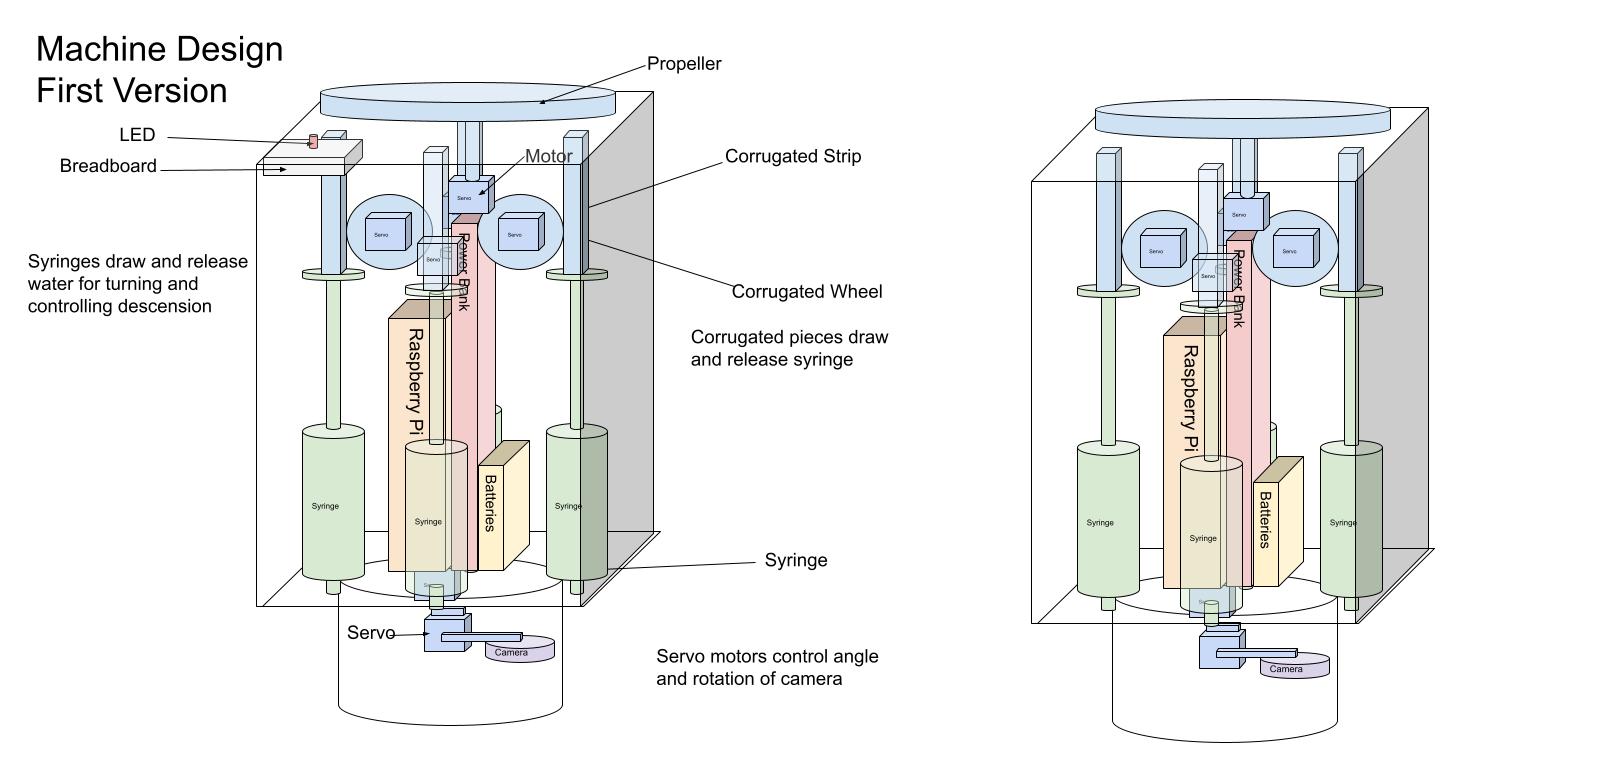 Machine Design
First Version
Propeller
LED
Breadboard
Motor
Corrugated Strip
Servo
Servo
Servo
Servo
Power Bank
Syringes draw and release
water for turning and
controlling descension
Corrugated Wheel
Corrugated pieces draw
and release syringe
Raspberry Pi
Batteries
Syringe
Syringe
Syringe
Syringe
Servo
Camera
Servo motors control angle
and rotation of camera
Servo
Servo
Servo
Servo
Power Bank
Raspberry Pi
Batteries
Syringe
Syringe
Syringe
Camera